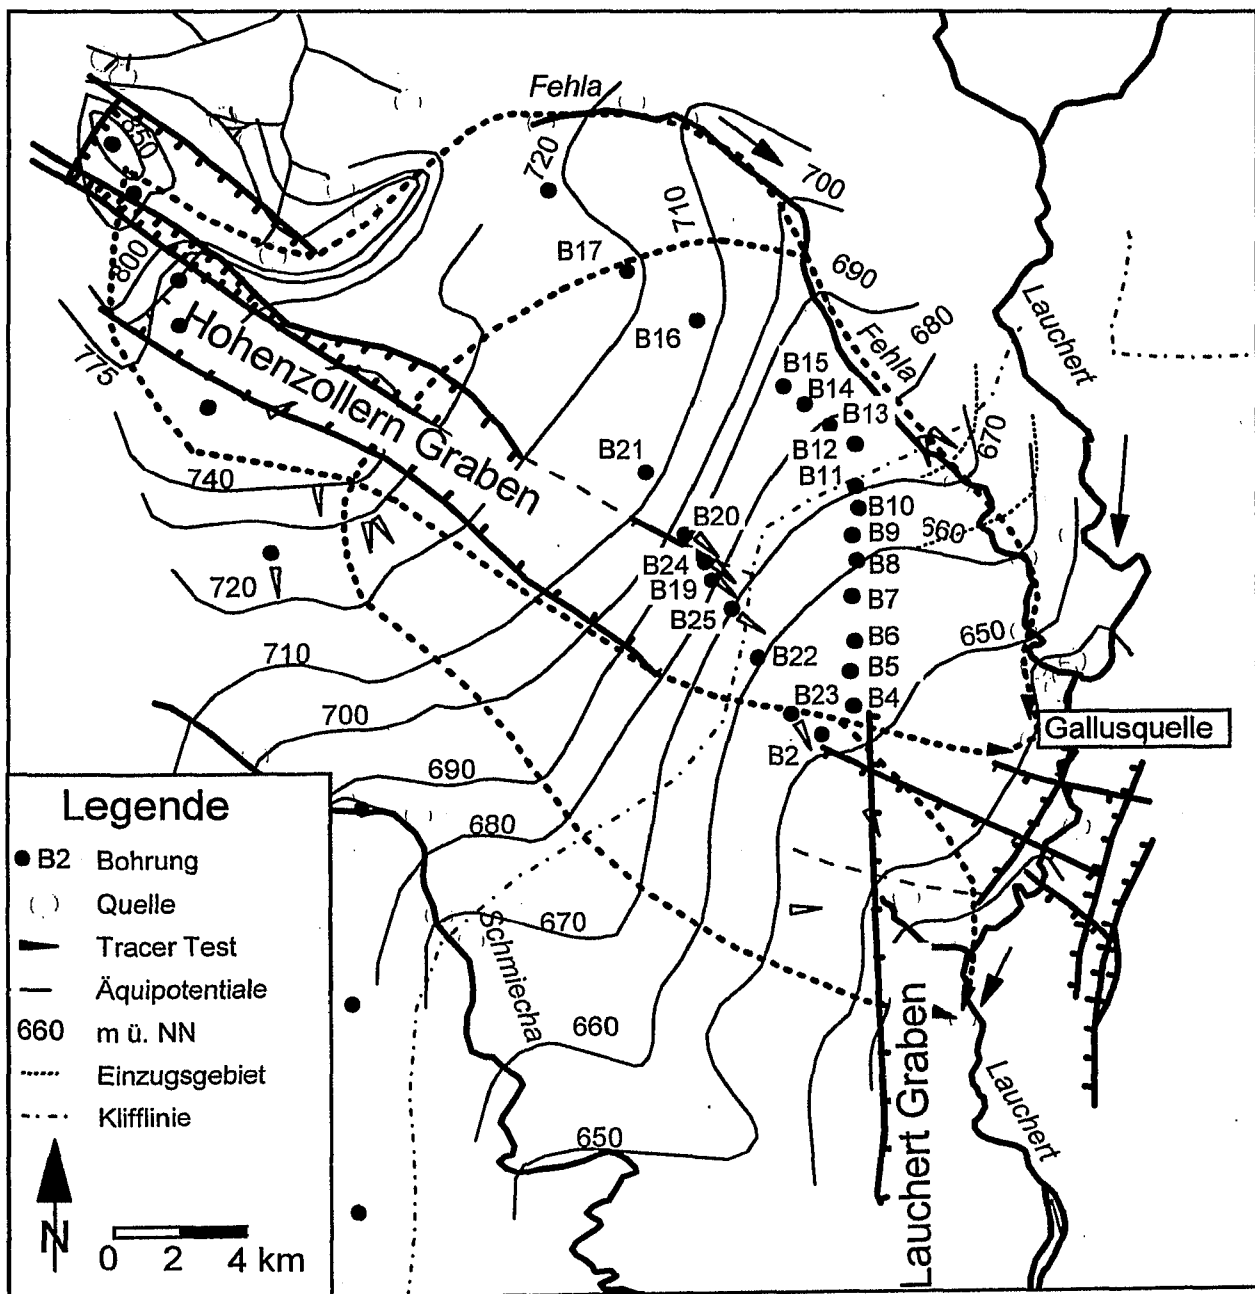 Fehla
850
720
700
710
B17
800
690
B16
680
Lauchert
Hohenzollern Graben
775
Fehla
B15
B14
B13
B12
670
B21
B11
740
B10
B20
660
B9
B24
B8
720
B19
B7
B25
B6
650
710
B22
B5
B23
B4
700
Gallusquelle
B2
690
680
670
Schmiecha
660
650
Lauchert Graben
Lauchert
Legende
B2 Bohrung
Quelle
Tracer Test
Äquipotentiale
660 m ü. NN
Einzugsgebiet
Klifflinie
N
0 2 4 km